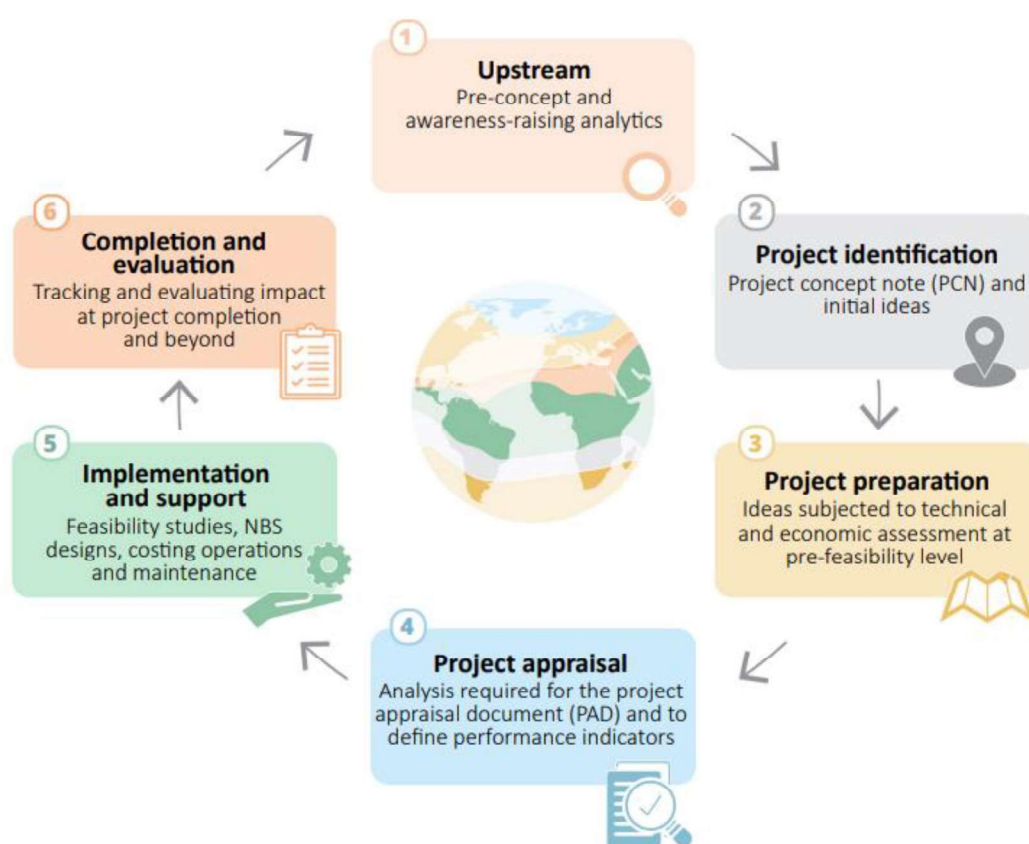 1
Upstream
Pre-concept and
awareness-raising analytics
2
Project identification
Project concept note (PCN) and
initial ideas
3
Project preparation
Ideas subjected to technical
and economic assessment at
pre-feasibility level
4
Project appraisal
Analysis required for the project
appraisal document (PAD) and to
define performance indicators
5
Implementation
and support
Feasibility studies, NBS
designs, costing operations
and maintenance
6
Completion and
evaluation
Tracking and evaluating impact
at project completion
and beyond